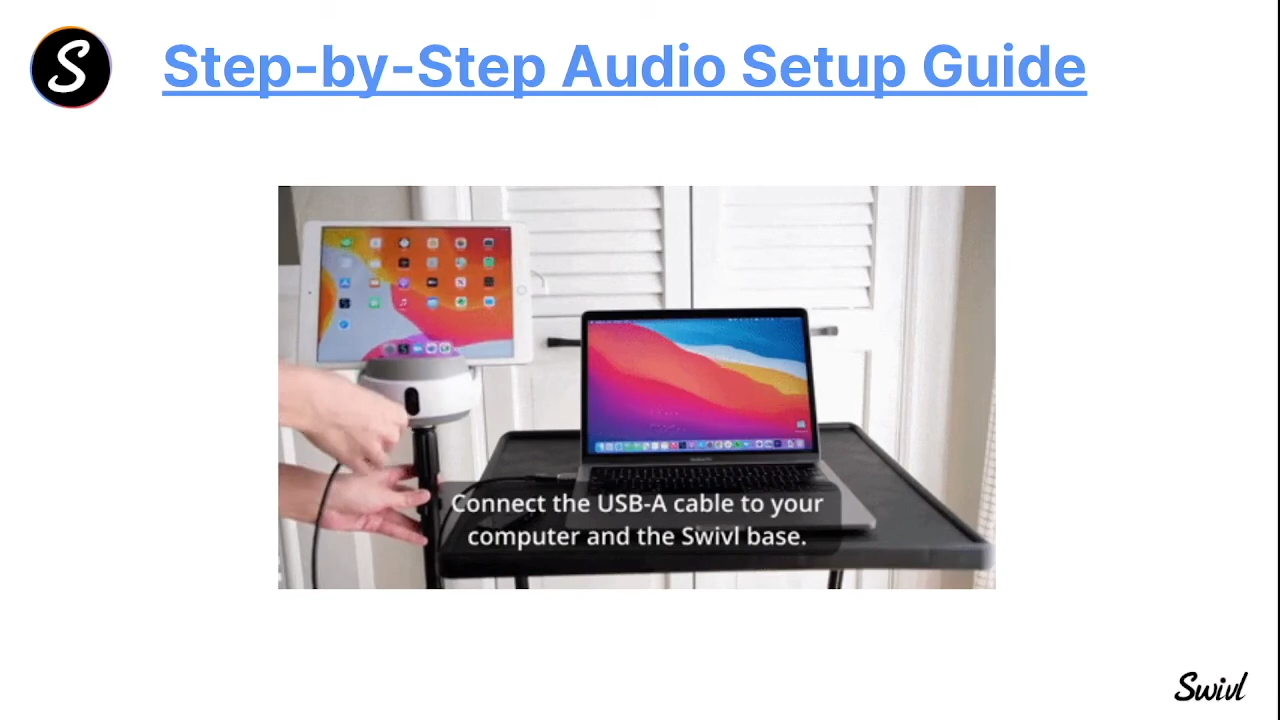 S
Step-by-Step Audio Setup Guide
Connect the USB-A cable to your
computer and the Swivl base.
Swivl